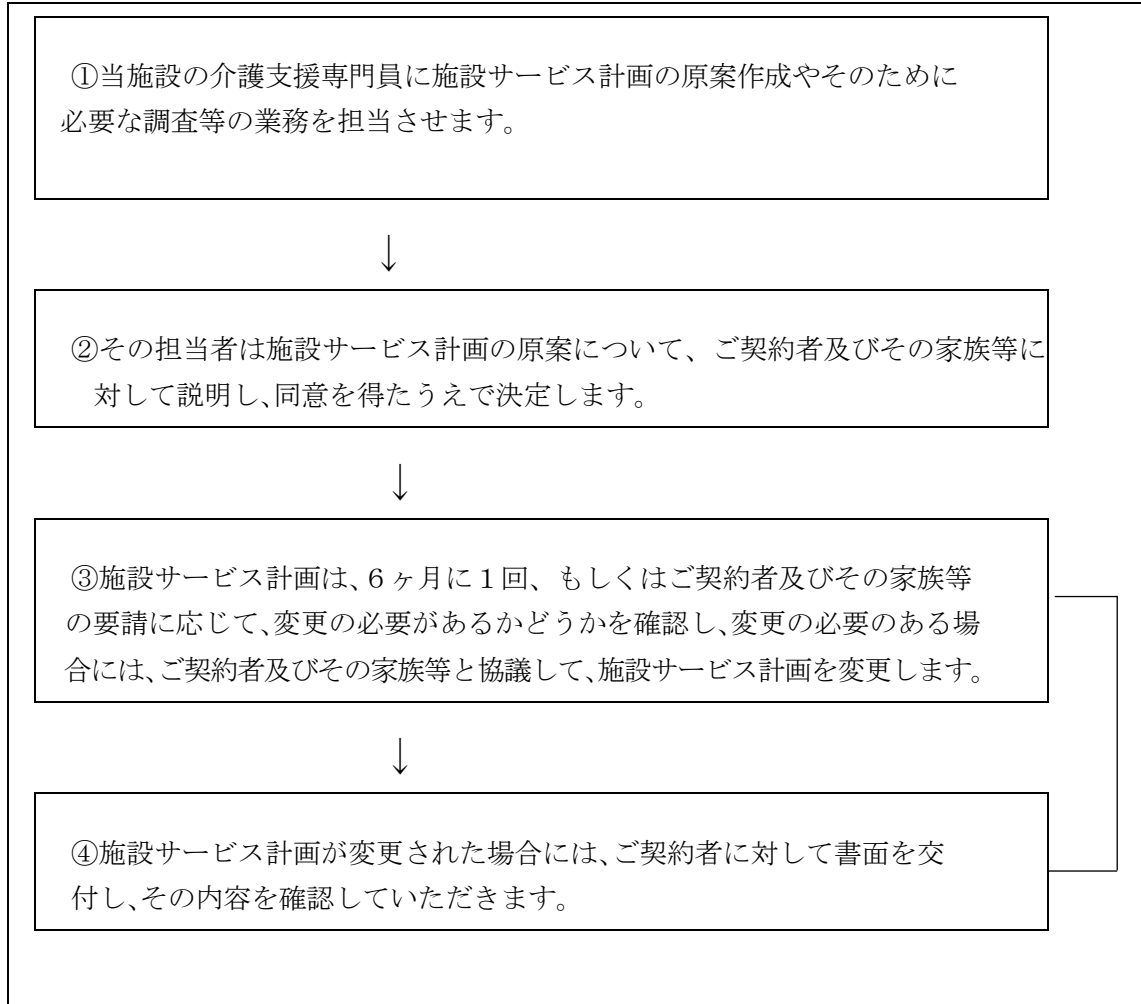 ①当施設の介護支援専門員に施設サービス計画の原案作成やそのために
必要な調査等の業務を担当させます。
↓
②その担当者は施設サービス計画の原案について、ご契約者及びその家族等に
対して説明し、同意を得たうえで決定します。
↓
③施設サービス計画は、６ヶ月に１回、もしくはご契約者及びその家族等
の要請に応じて、変更の必要があるかどうかを確認し、変更の必要のある場
合には、ご契約者及びその家族等と協議して、施設サービス計画を変更します。
↓
④施設サービス計画が変更された場合には、ご契約者に対して書面を交
付し、その内容を確認していただきます。